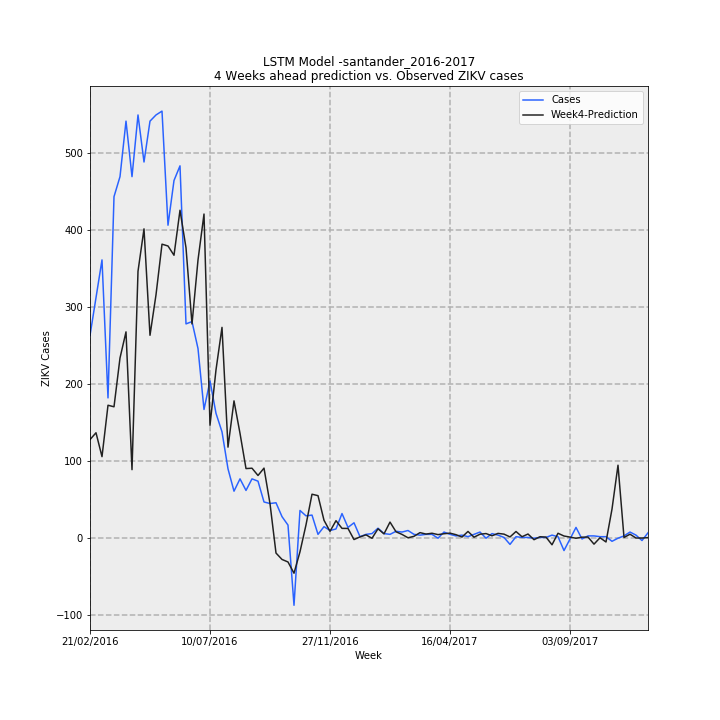 LSTM Model -santander_2016-2017
4 Weeks ahead prediction vs. Observed ZIKV cases
Cases
Week4-Prediction
ZIKV Cases
500
400
300
200
100
0
−100
21/02/2016
10/07/2016
27/11/2016
16/04/2017
03/09/2017
Week